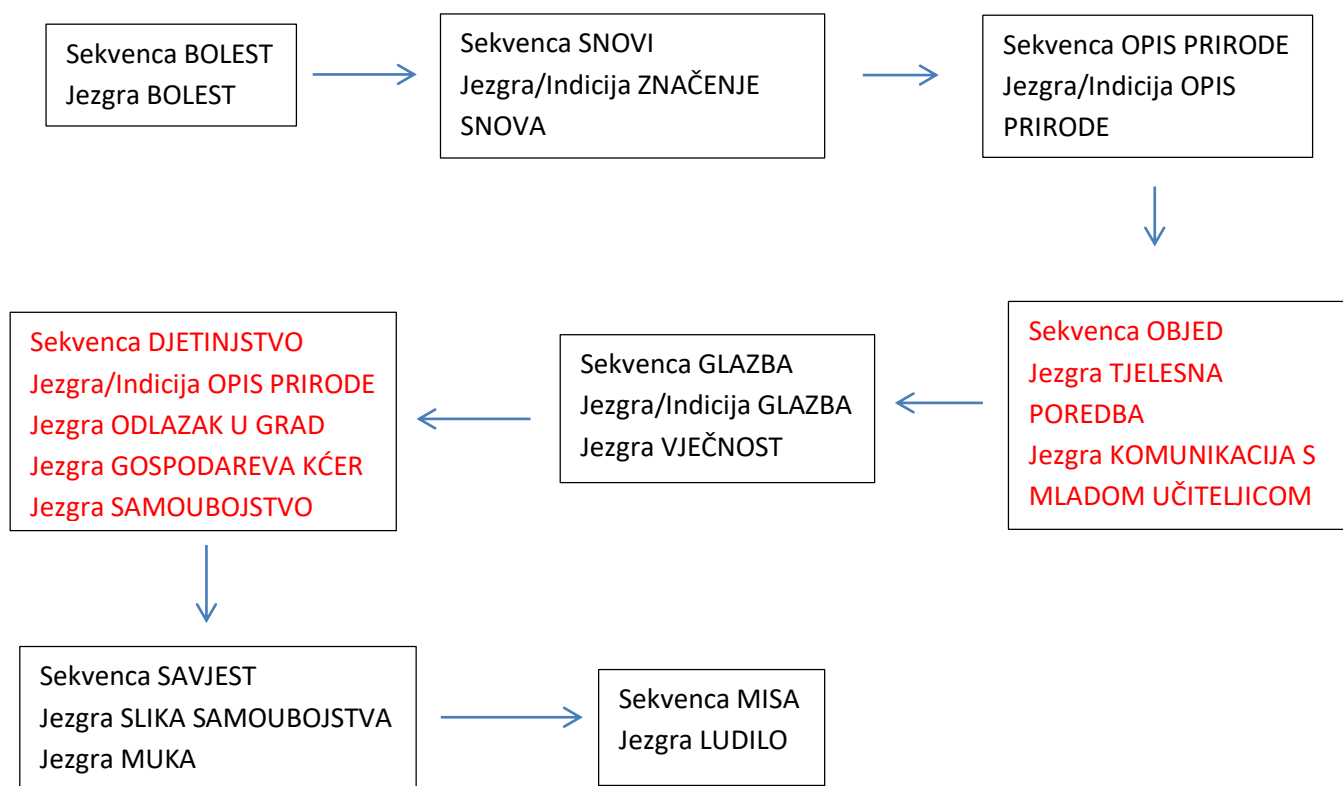 Sekvenca BOLEST
Jezgra BOLEST
Sekvenca SNOVI
Jezgra/Indicija ZNAČENJE
SNOVA
Sekvenca OPIS PRIRODE
Jezgra/Indicija OPIS
PRIRODE
Sekvenca OBJED
Jezgra TJELESNA
POREDBA
Jezgra KOMUNIKACIJA S
MLADOM UČITELJICOM
Sekvenca GLAZBA
Jezgra/Indicija GLAZBA
Jezgra VJEČNOST
Sekvenca DJETINJSTVO
Jezgra/Indicija OPIS PRIRODE
Jezgra ODLAZAK U GRAD
Jezgra GOSPODAREVA KĆER
Jezgra SAMOUBOJSTVO
Sekvenca SAVJEST
Jezgra SLIKA SAMOUBOJSTVA
Jezgra MUKA
Sekvenca MISA
Jezgra LUDILO